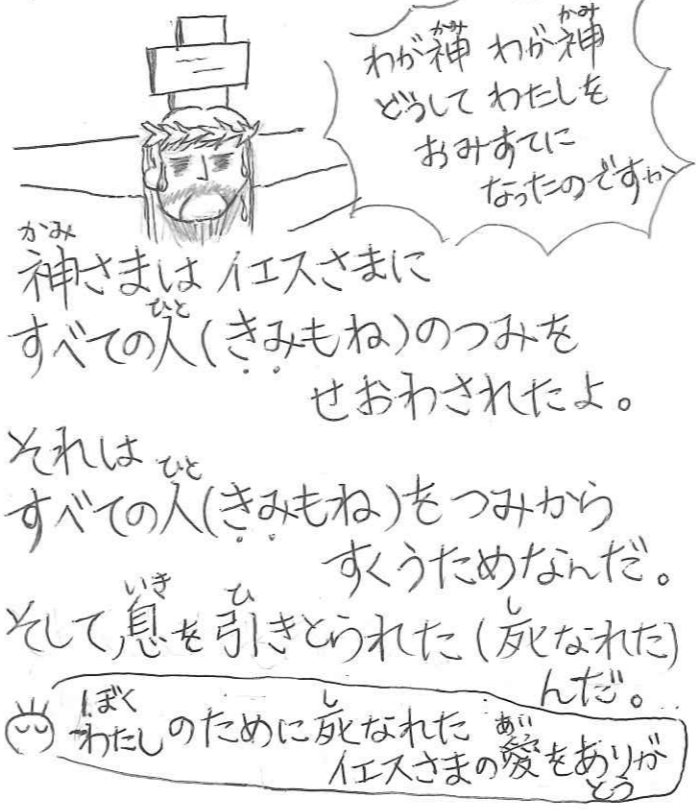 わが神 わが神
どうして わたしを
おみすてに
なったのですか
神さまは イエスさまに
すべての人(きみもね)のつみを
せおわされたよ。
それは
すべての人(きみもね)をつみから
すくうためなんだ。
そして、息を引きとられた(死なれた)
んだ。
ぼく
わたしのために死なれた
イエスさまの愛をありが
とう